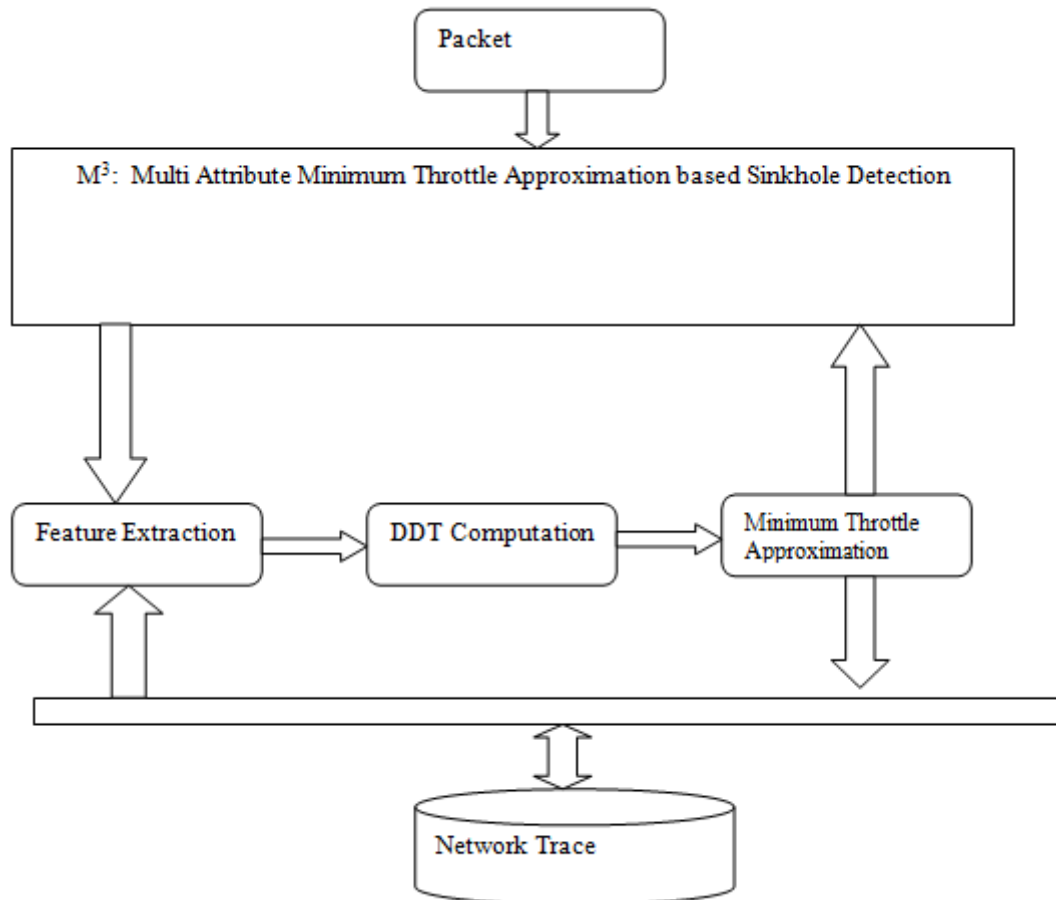 Packet
M³: Multi Attribute Minimum Throttle Approximation based Sinkhole Detection
Feature Extraction
DDT Computation
Minimum Throttle
Approximation
Network Trace